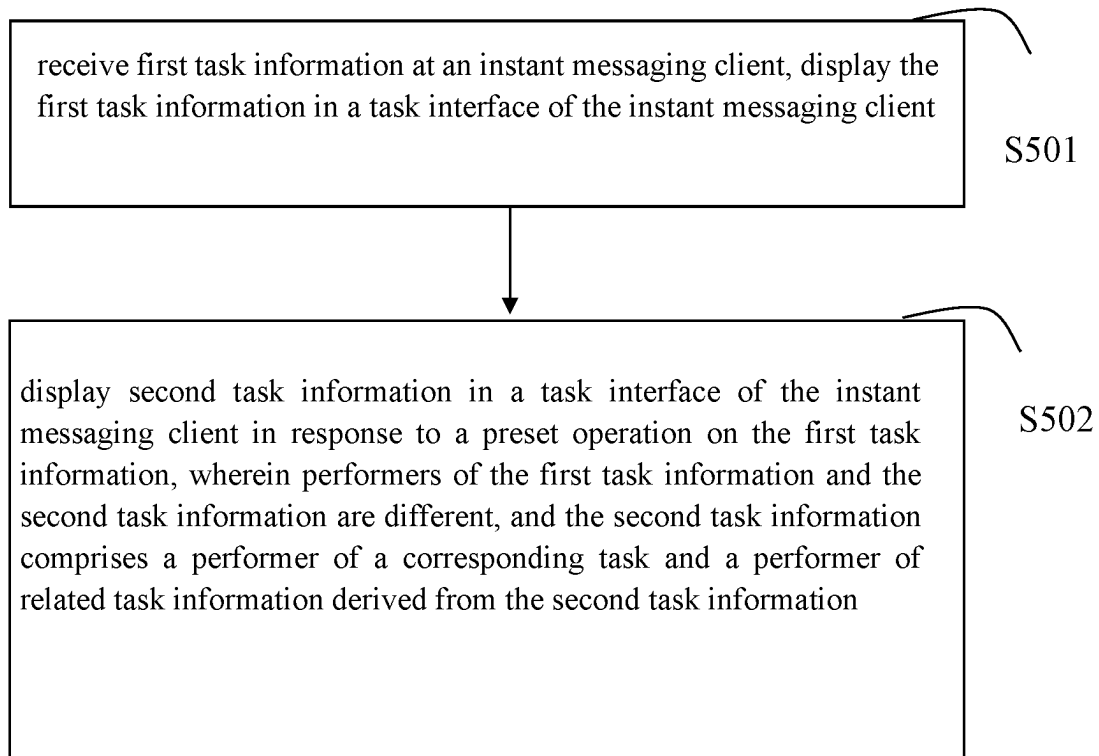 receive first task information at an instant messaging client, display the
first task information in a task interface of the instant messaging client
S501
display second task information in a task interface of the instant
messaging client in response to a preset operation on the first task
information, wherein performers of the first task information and the
second task information are different, and the second task information
comprises a performer of a corresponding task and a performer of
related task information derived from the second task information
S502